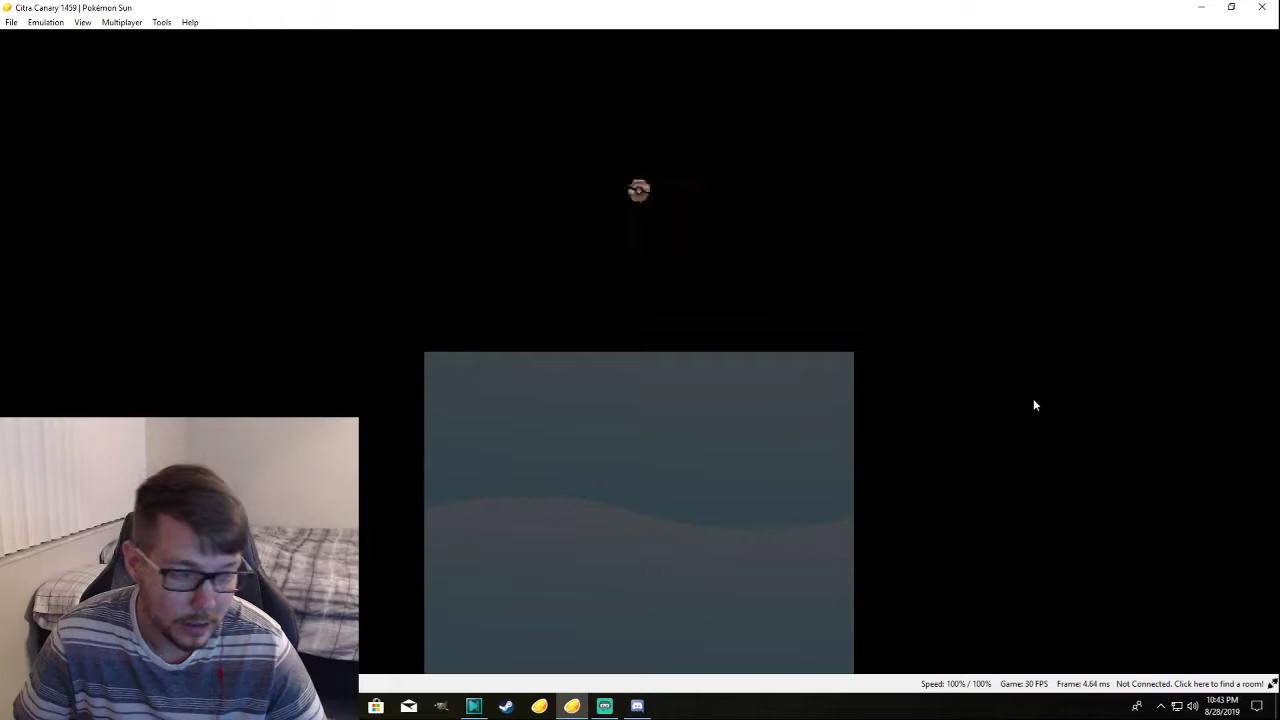 Citra Canary 1459 | Pokémon Sun
File Emulation View Multiplayer Tools Help
Speed: 100% / 100% Game: 30 FPS Frame: 4.64 ms Not Connected. Click here to find a room!
10:43 PM
8/28/2019